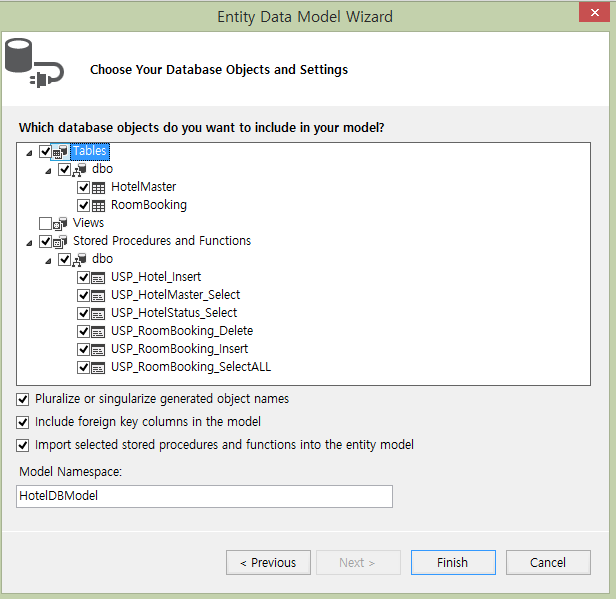 Entity Data Model Wizard
Choose Your Database Objects and Settings
Which database objects do you want to include in your model?
Tables
dbo
HotelMaster
RoomBooking
Views
Stored Procedures and Functions
dbo
USP_Hotel_Insert
USP_HotelMaster_Select
USP_HotelStatus_Select
USP_RoomBooking_Delete
USP_RoomBooking_Insert
USP_RoomBooking_SelectALL
Pluralize or singularize generated object names
Include foreign key columns in the model
Import selected stored procedures and functions into the entity model
Model Namespace:
HotelDBModel
< Previous Next > Finish Cancel